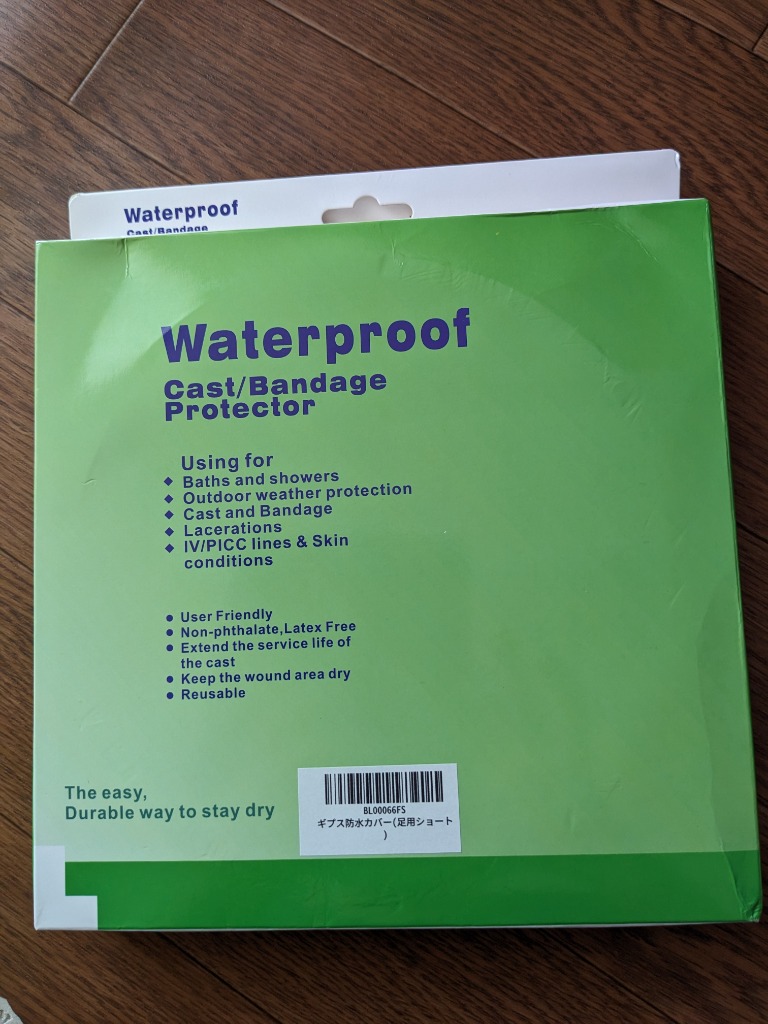 Waterproof
Cast/Bandage
Waterproof
Cast/Bandage
Protector
Using for
◆ Baths and showers
◆ Outdoor weather protection
◆ Cast and Bandage
◆ Lacerations
◆ IV/PICC lines & Skin
conditions
● User Friendly
● Non-phthalate,Latex Free
● Extend the service life of
the cast
● Keep the wound area dry
● Reusable
The easy,
Durable way to stay dry
BL00066FS
ギプス防水カバー(足用ショート
)